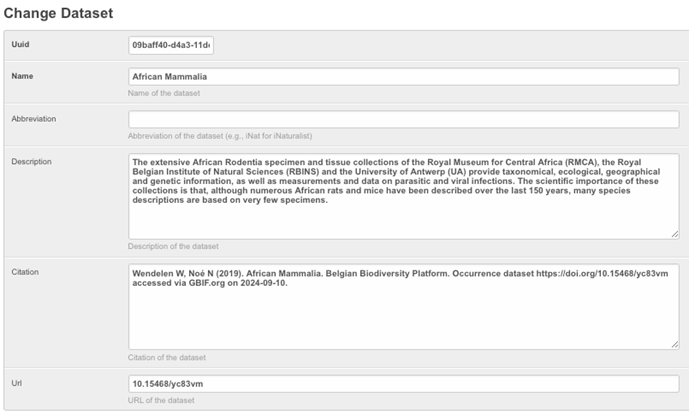 Change Dataset
Uuid
09baff40-d4a3-11d
Name
African Mammalia
Name of the dataset
Abbreviation
Abbreviation of the dataset (e.g., iNat for iNaturalist)
Description
The extensive African Rodentia specimen and tissue collections of the Royal Museum for Central Africa (RMCA), the Royal
Belgian Institute of Natural Sciences (RBINS) and the University of Antwerp (UA) provide taxonomical, ecological, geographical
and genetic information, as well as measurements and data on parasitic and viral infections. The scientific importance of these
collections is that, although numerous African rats and mice have been described over the last 150 years, many species
descriptions are based on very few specimens.
Description of the dataset
Citation
Wendelen W, Noé N (2019). African Mammalia. Belgian Biodiversity Platform. Occurrence dataset https://doi.org/10.15468/yc83vm
accessed via GBIF.org on 2024-09-10.
Citation of the dataset
Url
10.15468/yc83vm
URL of the dataset